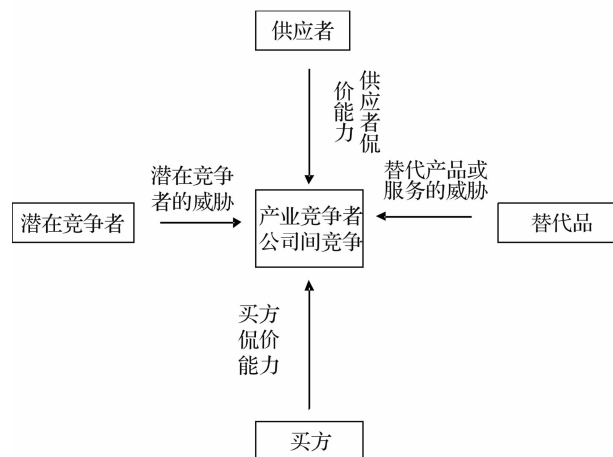 供应者
供应者侃
价能力
潜在竞争
者的威胁
替代产品或
服务的威胁
潜在竞争者
产业竞争者
公司间竞争
替代品
买方
侃价
能力
买方